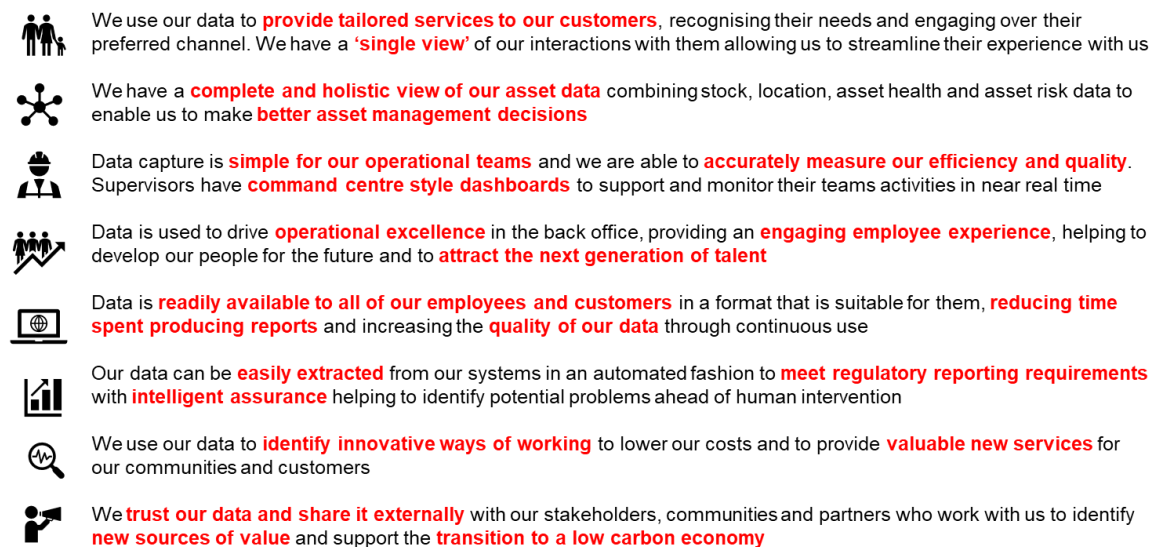 We use our data to provide tailored services to our customers, recognising their needs and engaging over their
preferred channel. We have a ‘single view’ of our interactions with them allowing us to streamline their experience with us
We have a complete and holistic view of our asset data combining stock, location, asset health and asset risk data to
enable us to make better asset management decisions
Data capture is simple for our operational teams and we are able to accurately measure our efficiency and quality.
Supervisors have command centre style dashboards to support and monitor their teams activities in near real time
Data is used to drive operational excellence in the back office, providing an engaging employee experience, helping to
develop our people for the future and to attract the next generation of talent
Data is readily available to all of our employees and customers in a format that is suitable for them, reducing time
spent producing reports and increasing the quality of our data through continuous use
Our data can be easily extracted from our systems in an automated fashion to meet regulatory reporting requirements
with intelligent assurance helping to identify potential problems ahead of human intervention
We use our data to identify innovative ways of working to lower our costs and to provide valuable new services for
our communities and customers
We trust our data and share it externally with our stakeholders, communities and partners who work with us to identify
new sources of value and support the transition to a low carbon economy